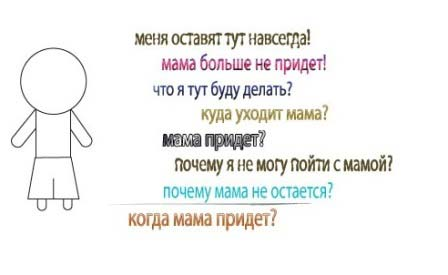 меня оставят тут навсегда!
мама больше не придет!
что я тут буду делать?
куда уходит мама?
мама придет?
почему я не могу пойти с мамой?
почему мама не остается?
когда мама придет?